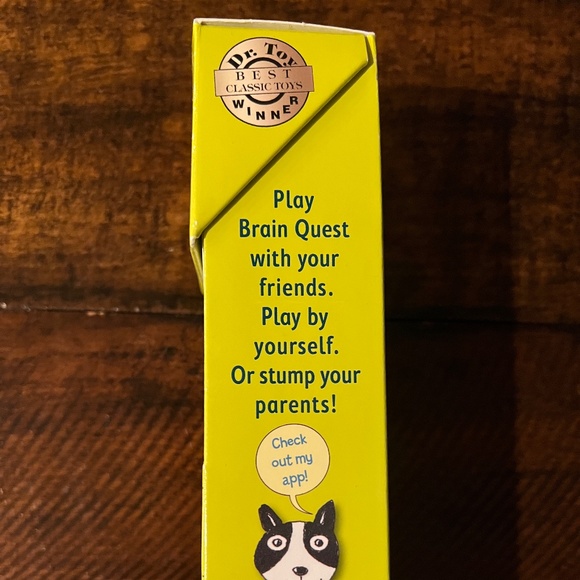 Dr. Toy
BEST
CLASSIC TOYS
WINNER
Play
Brain Quest
with your
friends.
Play by
yourself.
Or stump your
parents!
Check
out my
app!